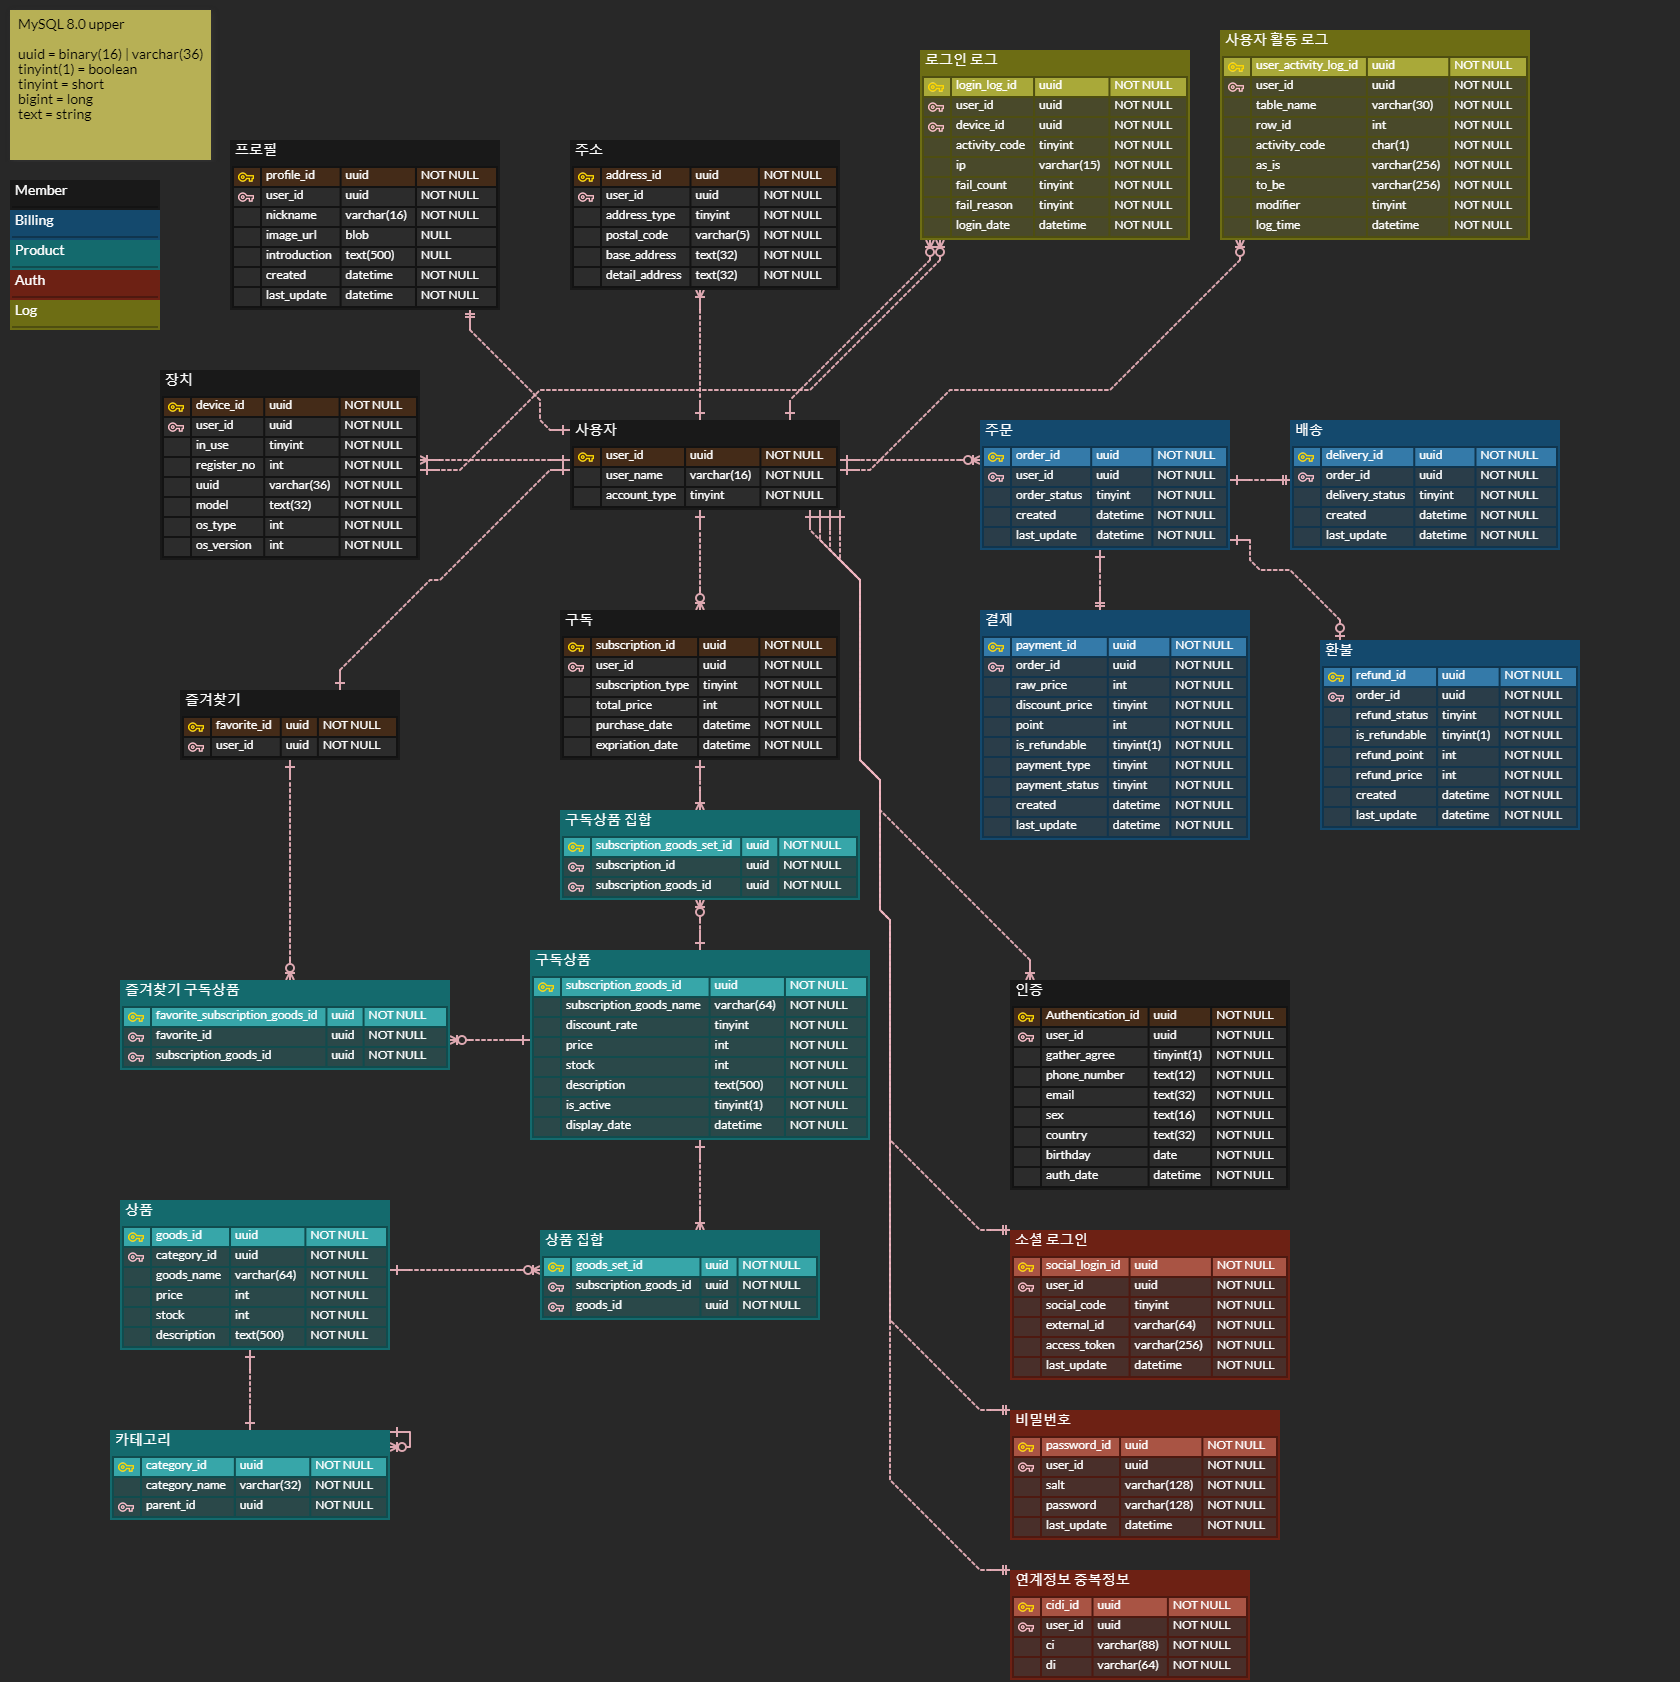 MySQL 8.0 upper
uuid = binary(16) | varchar(36)
tinyint(1) = boolean
tinyint = short
bigint = long
text = string
Member
Billing
Product
Auth
Log
프로필
profile_id uuid NOT NULL
user_id uuid NOT NULL
nickname varchar(16) NOT NULL
image_url blob NULL
introduction text(500) NULL
created datetime NOT NULL
last_update datetime NOT NULL
주소
address_id uuid NOT NULL
user_id uuid NOT NULL
address_type tinyint NOT NULL
postal_code varchar(5) NOT NULL
base_address text(32) NOT NULL
detail_address text(32) NOT NULL
로그인 로그
login_log_id uuid NOT NULL
user_id uuid NOT NULL
device_id uuid NOT NULL
activity_code tinyint NOT NULL
ip varchar(15) NOT NULL
fail_count tinyint NOT NULL
fail_reason tinyint NOT NULL
login_date datetime NOT NULL
사용자 활동 로그
user_activity_log_id uuid NOT NULL
user_id uuid NOT NULL
table_name varchar(30) NOT NULL
row_id int NOT NULL
activity_code char(1) NOT NULL
as_is varchar(256) NOT NULL
to_be varchar(256) NOT NULL
modifier tinyint NOT NULL
log_time datetime NOT NULL
장치
device_id uuid NOT NULL
user_id uuid NOT NULL
in_use tinyint NOT NULL
register_no int NOT NULL
uuid varchar(36) NOT NULL
model text(32) NOT NULL
os_type int NOT NULL
os_version int NOT NULL
사용자
user_id uuid NOT NULL
user_name varchar(16) NOT NULL
account_type tinyint NOT NULL
주문
order_id uuid NOT NULL
user_id uuid NOT NULL
order_status tinyint NOT NULL
created datetime NOT NULL
last_update datetime NOT NULL
배송
delivery_id uuid NOT NULL
order_id uuid NOT NULL
delivery_status tinyint NOT NULL
created datetime NOT NULL
last_update datetime NOT NULL
구독
subscription_id uuid NOT NULL
user_id uuid NOT NULL
subscription_type tinyint NOT NULL
total_price int NOT NULL
purchase_date datetime NOT NULL
expriation_date datetime NOT NULL
결제
payment_id uuid NOT NULL
order_id uuid NOT NULL
raw_price int NOT NULL
discount_price tinyint NOT NULL
point int NOT NULL
is_refundable tinyint(1) NOT NULL
payment_type tinyint NOT NULL
payment_status tinyint NOT NULL
created datetime NOT NULL
last_update datetime NOT NULL
환불
refund_id uuid NOT NULL
order_id uuid NOT NULL
refund_status tinyint NOT NULL
is_refundable tinyint(1) NOT NULL
refund_point int NOT NULL
refund_price int NOT NULL
created datetime NOT NULL
last_update datetime NOT NULL
즐겨찾기
favorite_id uuid NOT NULL
user_id uuid NOT NULL
구독상품 집합
subscription_goods_set_id uuid NOT NULL
subscription_id uuid NOT NULL
subscription_goods_id uuid NOT NULL
즐겨찾기 구독상품
favorite_subscription_goods_id uuid NOT NULL
favorite_id uuid NOT NULL
subscription_goods_id uuid NOT NULL
구독상품
subscription_goods_id uuid NOT NULL
subscription_goods_name varchar(64) NOT NULL
discount_rate tinyint NOT NULL
price int NOT NULL
stock int NOT NULL
description text(500) NOT NULL
is_active tinyint(1) NOT NULL
display_date datetime NOT NULL
인증
Authentication_id uuid NOT NULL
user_id uuid NOT NULL
gather_agree tinyint(1) NOT NULL
phone_number text(12) NOT NULL
email text(32) NOT NULL
sex text(16) NOT NULL
country text(32) NOT NULL
birthday date NOT NULL
auth_date datetime NOT NULL
상품
goods_id uuid NOT NULL
category_id uuid NOT NULL
goods_name varchar(64) NOT NULL
price int NOT NULL
stock int NOT NULL
description text(500) NOT NULL
상품 집합
goods_set_id uuid NOT NULL
subscription_goods_id uuid NOT NULL
goods_id uuid NOT NULL
소셜 로그인
social_login_id uuid NOT NULL
user_id uuid NOT NULL
social_code tinyint NOT NULL
external_id varchar(64) NOT NULL
access_token varchar(256) NOT NULL
last_update datetime NOT NULL
카테고리
category_id uuid NOT NULL
category_name varchar(32) NOT NULL
parent_id uuid NOT NULL
비밀번호
password_id uuid NOT NULL
user_id uuid NOT NULL
salt varchar(128) NOT NULL
password varchar(128) NOT NULL
last_update datetime NOT NULL
연계정보 중복정보
cidi_id uuid NOT NULL
user_id uuid NOT NULL
ci varchar(88) NOT NULL
di varchar(64) NOT NULL